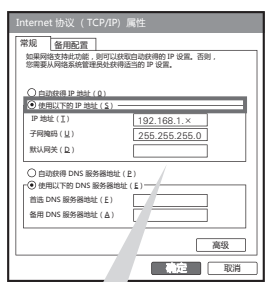 Internet 协议（TCP/IP）属性
常规 备用配置
如果网络支持此功能，则可以获取自动获得的 IP 设置。否则，
您需要从网络系统管理员处获得适当的 IP 设置。
自动获得 IP 地址（O）
使用以下的 IP 地址（S）
IP 地址（I） 192.168.1.×
子网掩码（U） 255.255.255.0
默认网关（D）
自动获得 DNS 服务器地址（B）
使用以下的 DNS 服务器地址（E）
首选 DNS 服务器地址（F）
备用 DNS 服务器地址（A）
高级
确定 取消